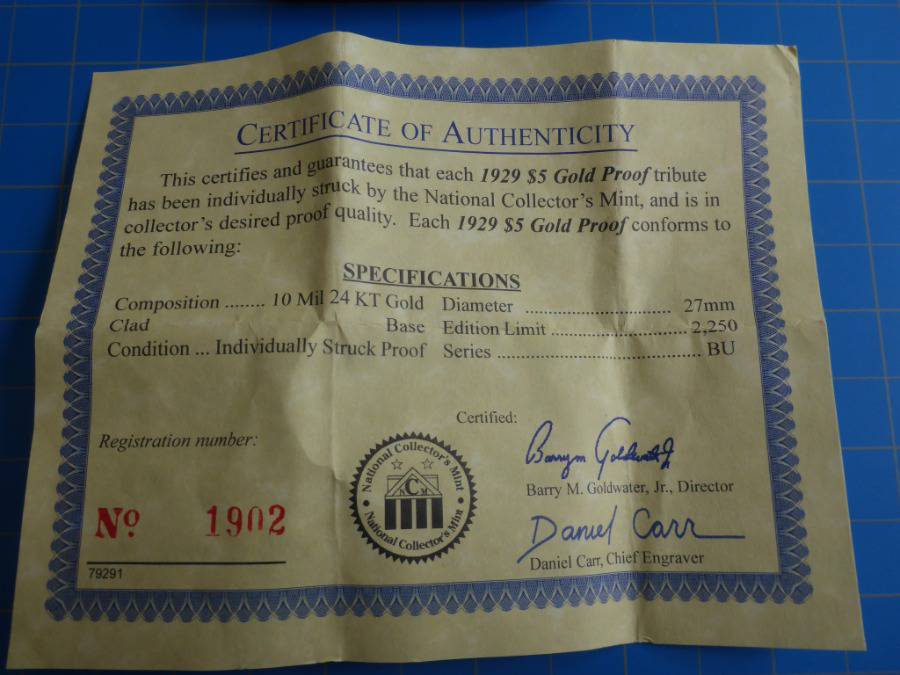 CERTIFICATE OF AUTHENTICITY
This certifies and guarantees that each 1929 $5 Gold Proof tribute
has been individually struck by the National Collector's Mint, and is in
collector's desired proof quality. Each 1929 $5 Gold Proof conforms to
the following:
SPECIFICATIONS
Composition ........ 10 Mil 24 KT Gold Diameter .............................. 27mm
Clad Base Edition Limit ............................ 2,250
Condition ... Individually Struck Proof Series .......................................... BU
Certified:
Registration number:
National Collector's Mint
NCM
National Collector's Mint
Barry M Goldwater Jr
Barry M. Goldwater, Jr., Director
Nº 1902
Daniel Carr
Daniel Carr, Chief Engraver
79291